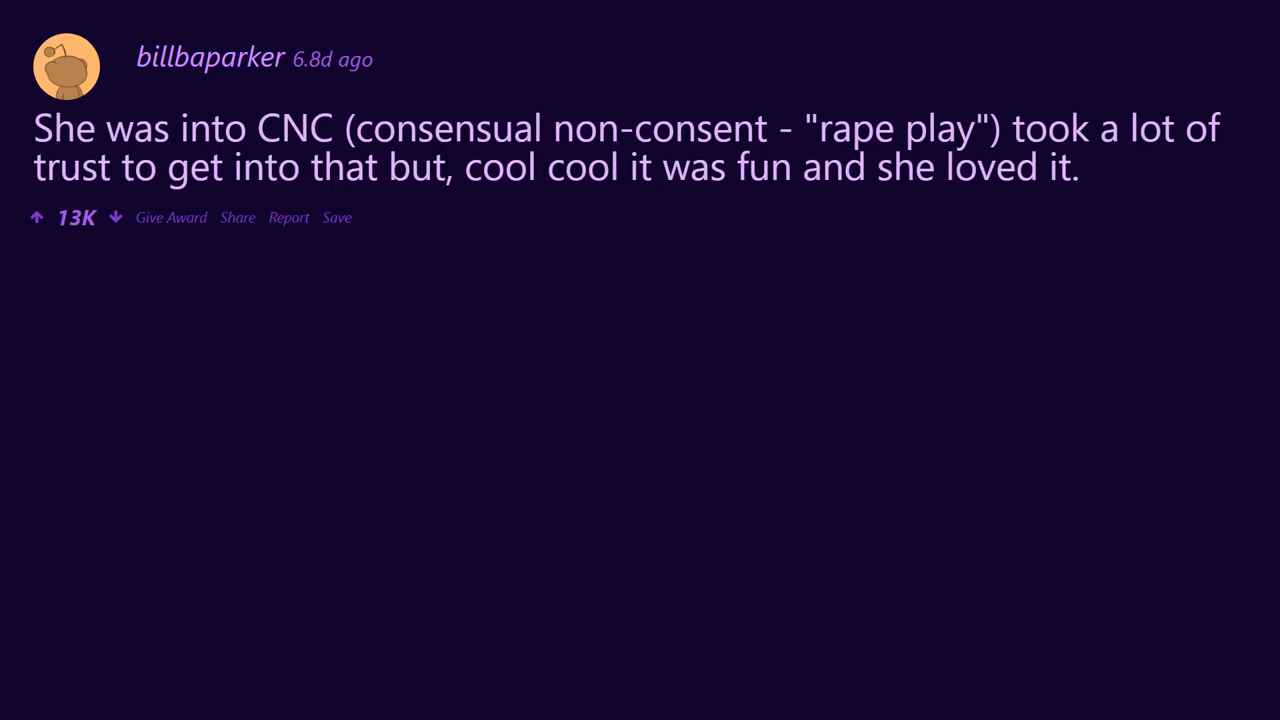 billbaparker 6.8d ago
She was into CNC (consensual non-consent - "rape play") took a lot of
trust to get into that but, cool cool it was fun and she loved it.
13K Give Award Share Report Save